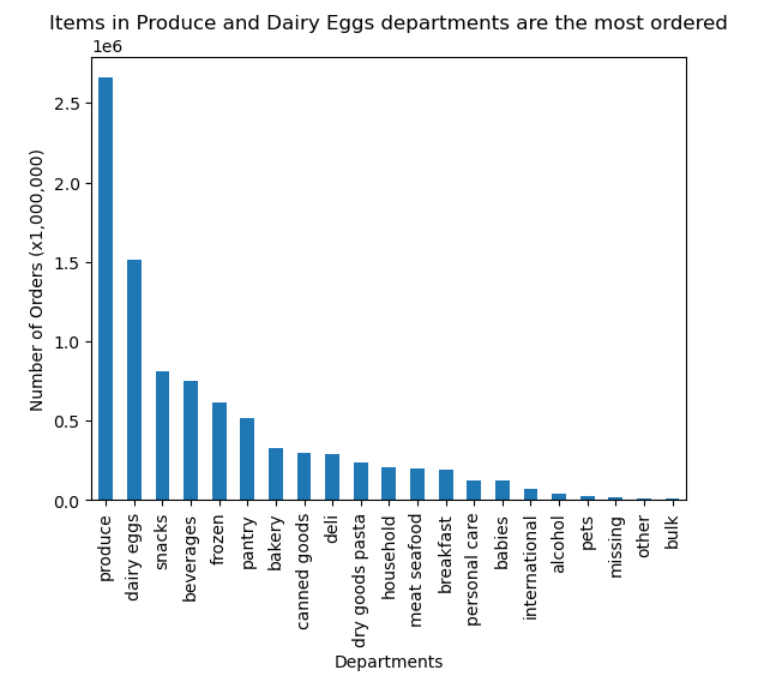 Items in Produce and Dairy Eggs departments are the most ordered
1e6
Number of Orders (x1,000,000)
2.5
2.0
1.5
1.0
0.5
0.0
produce
dairy eggs
snacks
beverages
frozen
pantry
bakery
canned goods
deli
dry goods pasta
household
meat seafood
breakfast
personal care
babies
international
alcohol
pets
missing
other
bulk
Departments